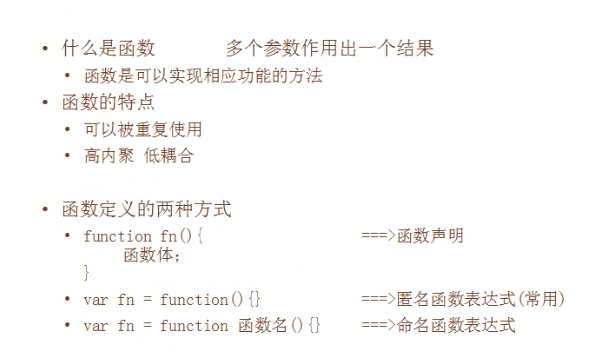 • 什么是函数 多个参数作用出一个结果
• 函数是可以实现相应功能的方法
• 函数的特点
• 可以被重复使用
• 高内聚 低耦合
• 函数定义的两种方式
• function fn(){ ===>函数声明
函数体;
}
• var fn = function(){} ===>匿名函数表达式(常用)
• var fn = function 函数名(){} ===>命名函数表达式